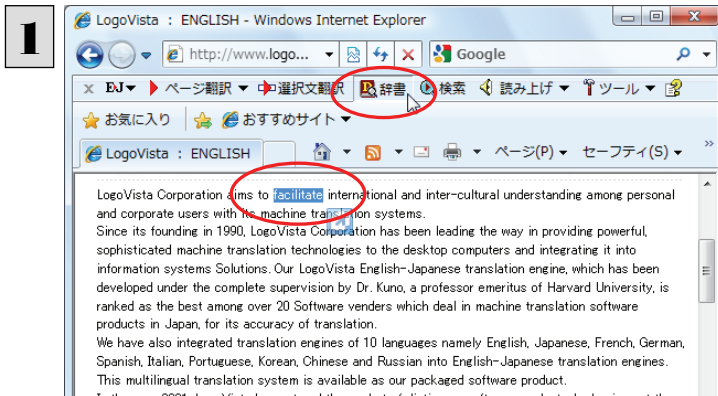 1
LogoVista : ENGLISH - Windows Internet Explorer
http://www.logo... Google
x EJ ページ翻訳 選択文翻訳 辞書 検索 読み上げ ツール
お気に入り おすすめサイト
LogoVista : ENGLISH ページ(P) セーフティ(S) »
LogoVista Corporation aims to facilitate international and inter-cultural understanding among personal
and corporate users with its machine translation systems.
Since its founding in 1990, LogoVista Corporation has been leading the way in providing powerful,
sophisticated machine translation technologies to the desktop computers and integrating it into
information systems Solutions. Our LogoVista English-Japanese translation engine, which has been
developed under the complete supervision by Dr. Kuno, a professor emeritus of Harvard University, is
ranked as the best among over 20 Software venders which deal in machine translation software
products in Japan, for its accuracy of translation.
We have also integrated translation engines of 10 languages namely English, Japanese, French, German,
Spanish, Italian, Portuguese, Korean, Chinese and Russian into English-Japanese translation engines.
This multilingual translation system is available as our packaged software product.